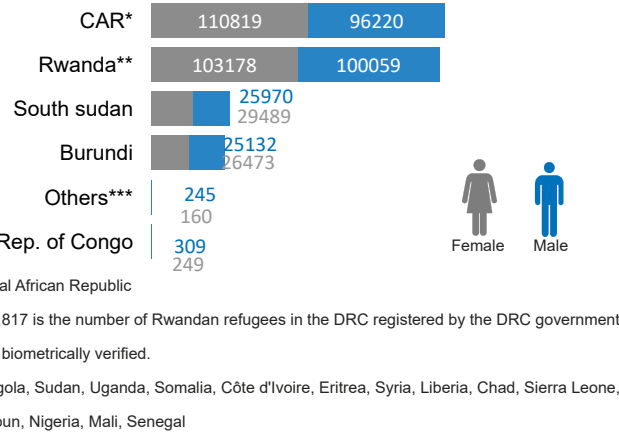 CAR* 110819 96220
Rwanda** 103178 100059
South sudan 25970
29489
Burundi 25132
26473
Others*** 245
160
Rep. of Congo 309
249
Female Male
al African Republic
817 is the number of Rwandan refugees in the DRC registered by the DRC government
biometrically verified.
gola, Sudan, Uganda, Somalia, Côte d'Ivoire, Eritrea, Syria, Liberia, Chad, Sierra Leone,
oun, Nigeria, Mali, Senegal